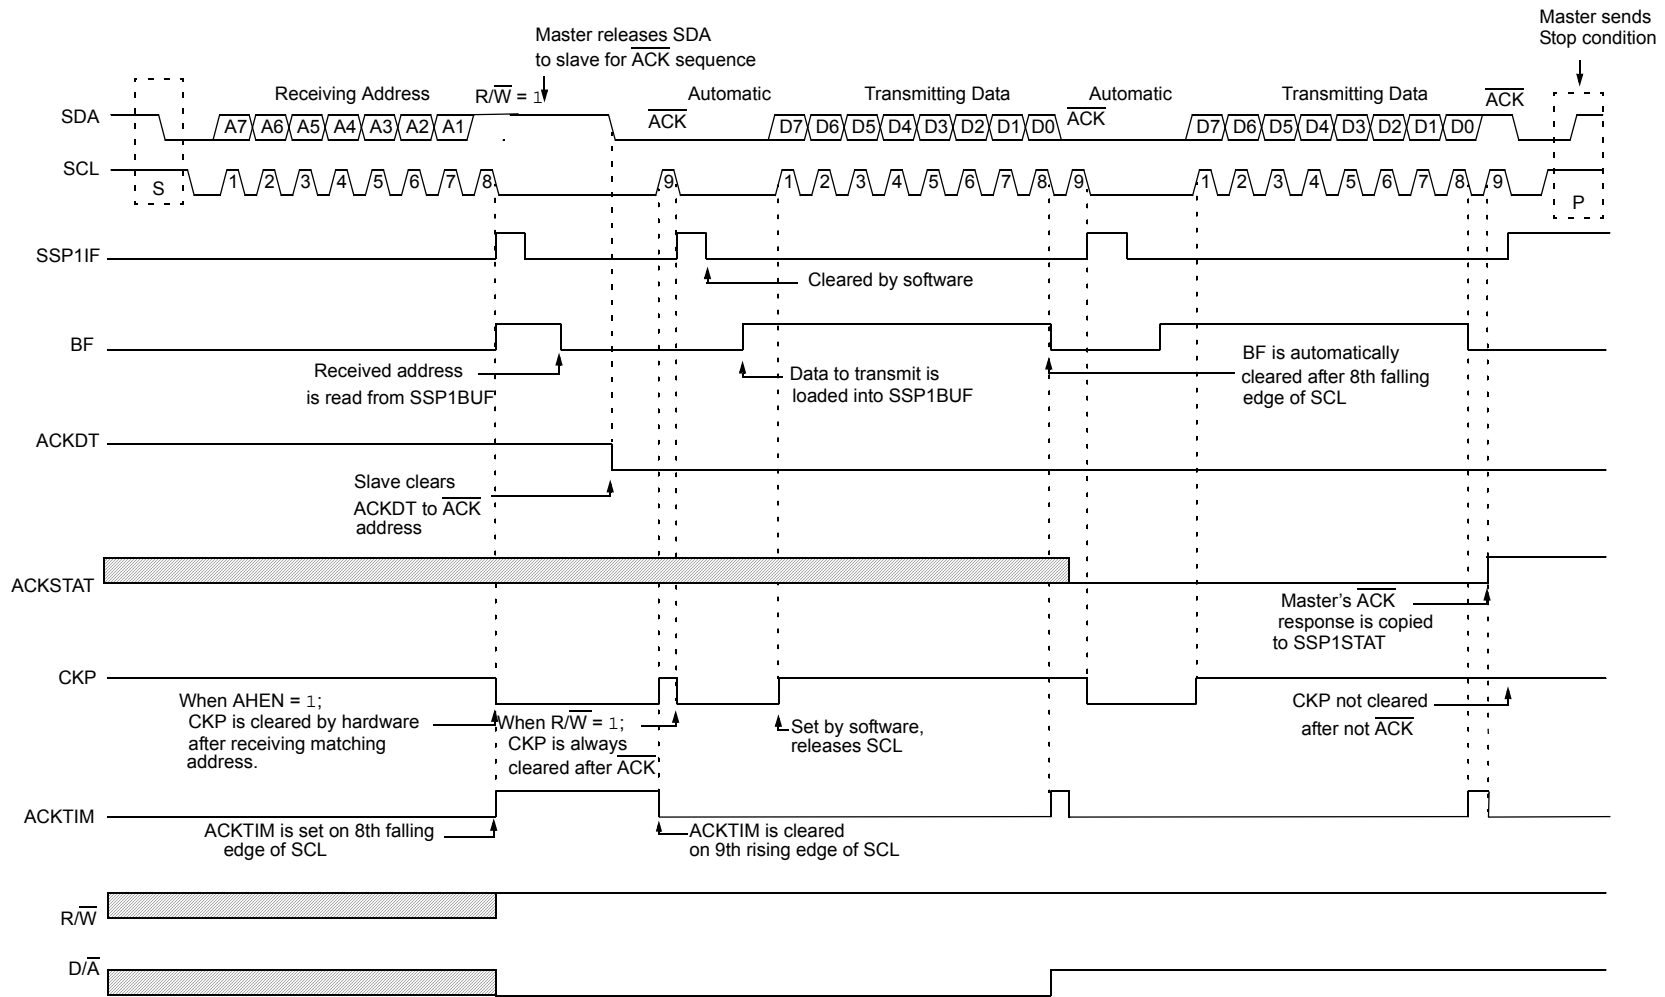 Master sends
Stop condition
Master releases SDA
to slave for ACK sequence
Receiving Address
R/W = 1
Automatic
Transmitting Data
Automatic
Transmitting Data
ACK
SDA
A7 A6 A5 A4 A3 A2 A1
ACK
D7 D6 D5 D4 D3 D2 D1 D0
ACK
D7 D6 D5 D4 D3 D2 D1 D0
SCL
S
1 2 3 4 5 6 7 8
9
1 2 3 4 5 6 7 8 9
1 2 3 4 5 6 7 8 9
P
SSP1IF
Cleared by software
BF
Received address
is read from SSP1BUF
Data to transmit is
loaded into SSP1BUF
BF is automatically
cleared after 8th falling
edge of SCL
ACKDT
Slave clears
ACKDT to ACK
address
ACKSTAT
Master's ACK
response is copied
to SSP1STAT
CKP
When AHEN = 1;
CKP is cleared by hardware
after receiving matching
address.
When R/W = 1;
CKP is always
cleared after ACK
Set by software,
releases SCL
CKP not cleared
after not ACK
ACKTIM
ACKTIM is set on 8th falling
edge of SCL
ACKTIM is cleared
on 9th rising edge of SCL
R/W
D/A